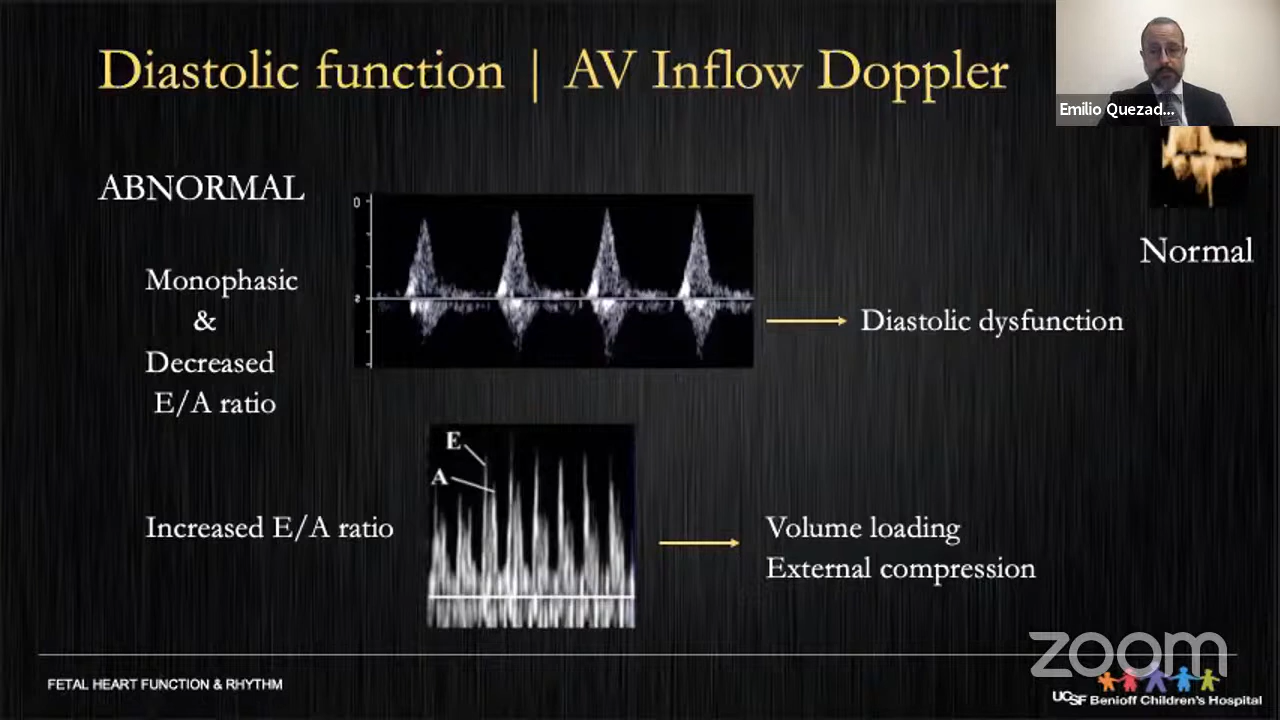 Diastolic function | AV Inflow Doppler
Emilio Quezad...
ABNORMAL
Normal
Monophasic
&
Decreased
E/A ratio
0
Diastolic dysfunction
E
A
Increased E/A ratio
Volume loading
External compression
zoom
FETAL HEART FUNCTION & RHYTHM
UCSF Benioff Children's Hospital